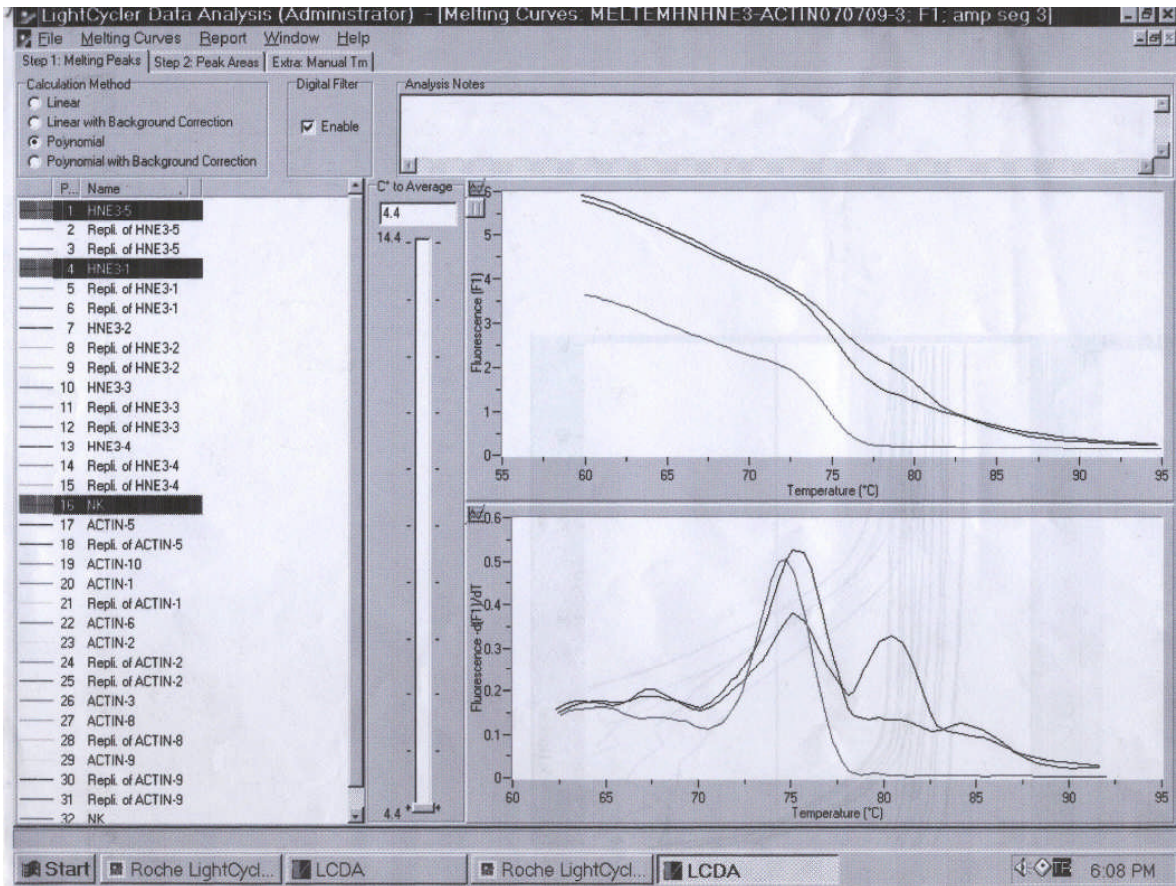 LightCycler Data Analysis (Administrator) - [Melting Curves: MELTEMHNHNE3-ACTIN070709-3; F1; amp seg 3]
File Melting Curves Report Window Help
Step 1: Melting Peaks Step 2: Peak Areas Extra: Manual Tm
Calculation Method
Linear
Linear with Background Correction
Polynomial
Polynomial with Background Correction
Digital Filter
Enable
Analysis Notes
P... Name
1 HNE3-5
2 Repli. of HNE3-5
3 Repli. of HNE3-5
4 HNE3-1
5 Repli. of HNE3-1
6 Repli. of HNE3-1
7 HNE3-2
8 Repli. of HNE3-2
9 Repli. of HNE3-2
10 HNE3-3
11 Repli. of HNE3-3
12 Repli. of HNE3-3
13 HNE3-4
14 Repli. of HNE3-4
15 Repli. of HNE3-4
16 NK
17 ACTIN-5
18 Repli. of ACTIN-5
19 ACTIN-10
20 ACTIN-1
21 Repli. of ACTIN-1
22 ACTIN-6
23 ACTIN-2
24 Repli. of ACTIN-2
25 Repli. of ACTIN-2
26 ACTIN-3
27 ACTIN-8
28 Repli. of ACTIN-8
29 ACTIN-9
30 Repli. of ACTIN-9
31 Repli. of ACTIN-9
32 NK
C° to Average
4.4
14.4
4.4
Fluorescence (F1)
6
5
4
3
2
1
0
55 60 65 70 75 80 85 90 95
Temperature (°C)
Fluorescence -d(F1)/dT
0.6
0.5
0.4
0.3
0.2
0.1
0
60 65 70 75 80 85 90 95
Temperature (°C)
Start Roche LightCycl... LCDA Roche LightCycl... LCDA TR 6:08 PM